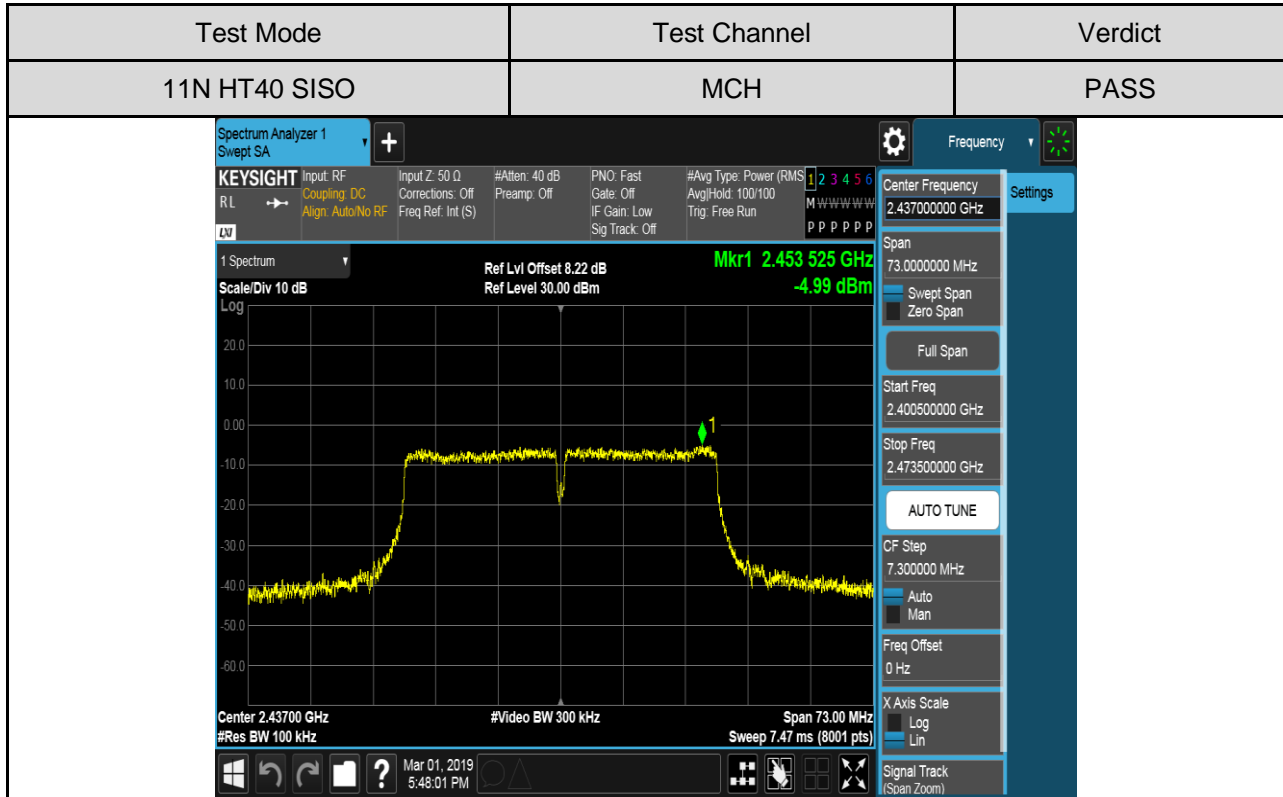 Test Mode Test Channel Verdict
11N HT40 SISO MCH PASS
Spectrum Analyzer 1
Swept SA
+
Frequency
KEYSIGHT Input: RF Input Z: 50 Ω #Atten: 40 dB PNO: Fast #Avg Type: Power (RMS 1 2 3 4 5 6
RL Coupling: DC Corrections: Off Preamp: Off Gate: Off Avg|Hold: 100/100 M W W W W W
Align: Auto/No RF Freq Ref: Int (S) IF Gain: Low Trig: Free Run
LXI Sig Track: Off P P P P P P
Center Frequency
2.437000000 GHz
Settings
1 Spectrum
Scale/Div 10 dB
Ref Lvl Offset 8.22 dB
Ref Level 30.00 dBm
Mkr1 2.453 525 GHz
-4.99 dBm
Log
20.0
10.0
0.00
-10.0
-20.0
-30.0
-40.0
-50.0
-60.0
1
Center 2.43700 GHz #Video BW 300 kHz Span 73.00 MHz
#Res BW 100 kHz Sweep 7.47 ms (8001 pts)
Span
73.0000000 MHz
Swept Span
Zero Span
Full Span
Start Freq
2.400500000 GHz
Stop Freq
2.473500000 GHz
AUTO TUNE
CF Step
7.300000 MHz
Auto
Man
Freq Offset
0 Hz
X Axis Scale
Log
Lin
Signal Track
(Span Zoom)
?
Mar 01, 2019
5:48:01 PM